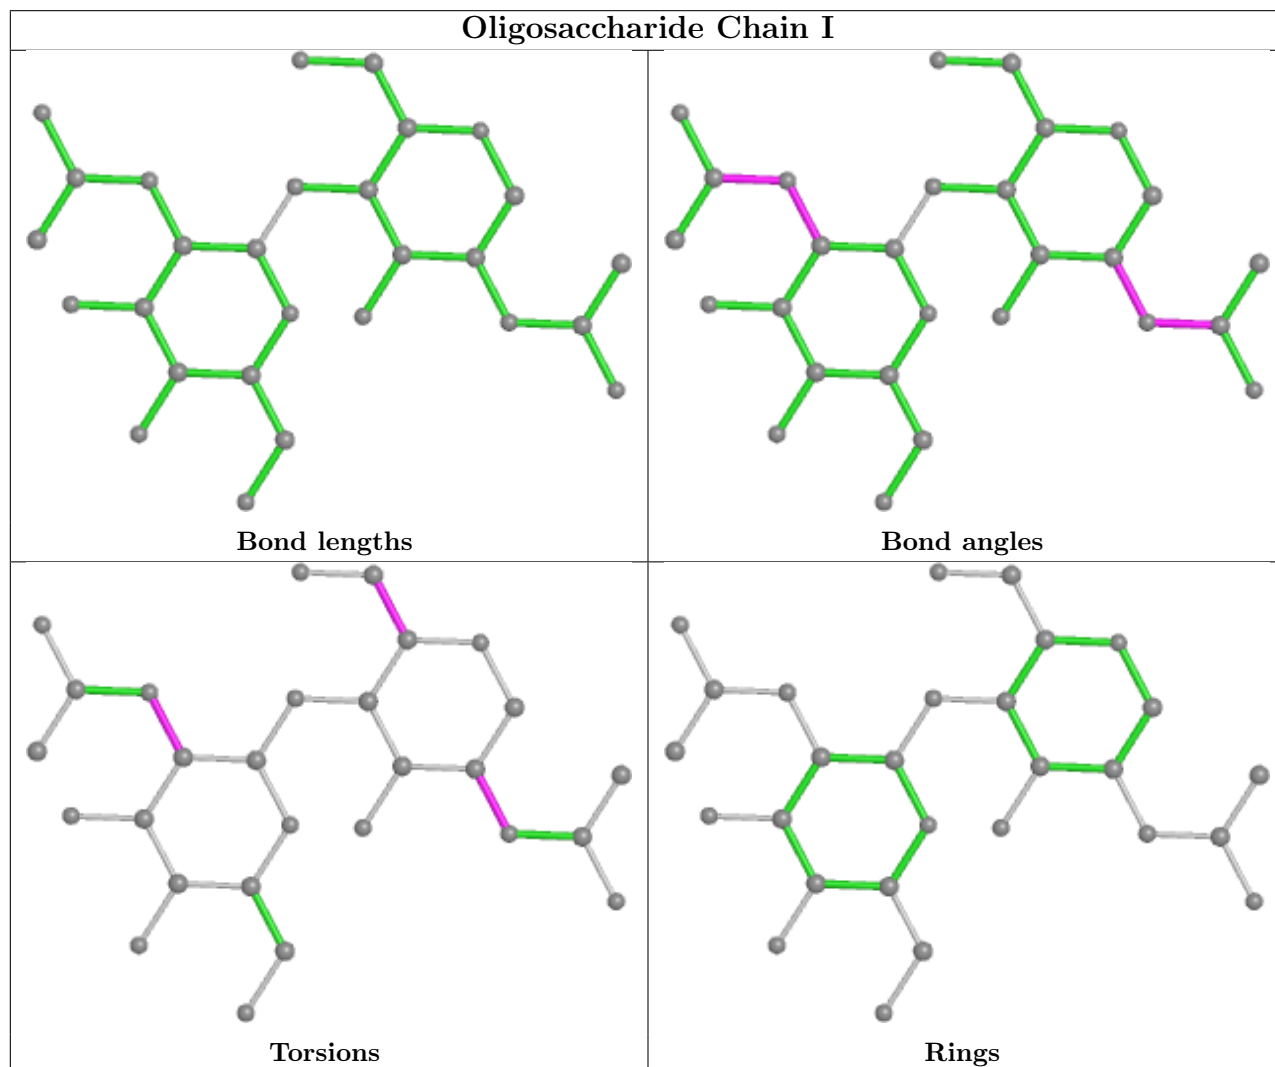 Oligosaccharide Chain I
Bond lengths
Bond angles
Torsions
Rings